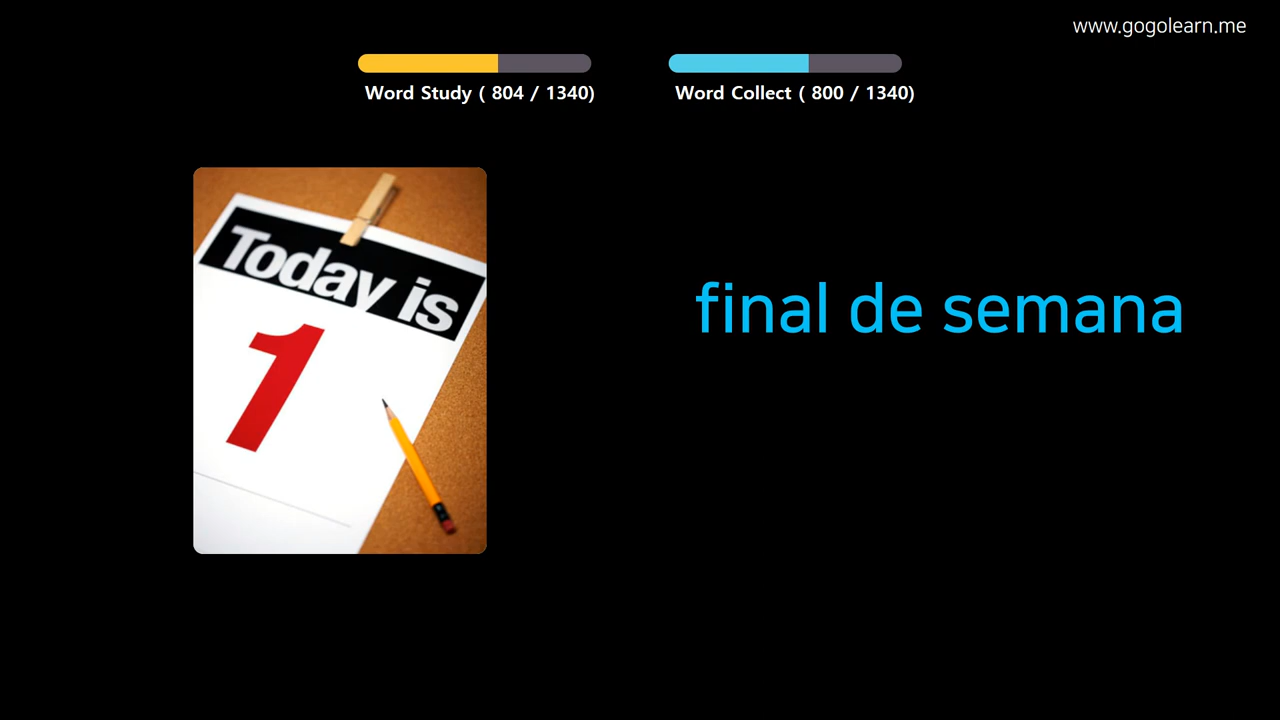 www.gogolearn.me
Word Study ( 804 / 1340)
Word Collect ( 800 / 1340)
Today is
1
final de semana